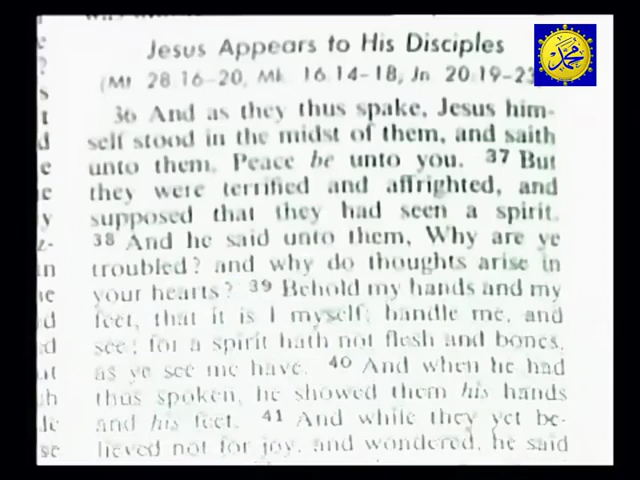 Jesus Appears to His Disciples
(Mt 28.16-20, Mk 16.14-18, Jn 20.19-23
36 And as they thus spake, Jesus him-
self stood in the midst of them, and saith
unto them, Peace be unto you. 37 But
they were terrified and affrighted, and
supposed that they had seen a spirit.
38 And he said unto them, Why are ye
troubled? and why do thoughts arise in
your hearts? 39 Behold my hands and my
feet, that it is I myself: handle me, and
see; for a spirit hath not flesh and bones,
as ye see me have. 40 And when he had
thus spoken, he showed them his hands
and his feet. 41 And while they yet be-
lieved not for joy, and wondered, he said
محمد